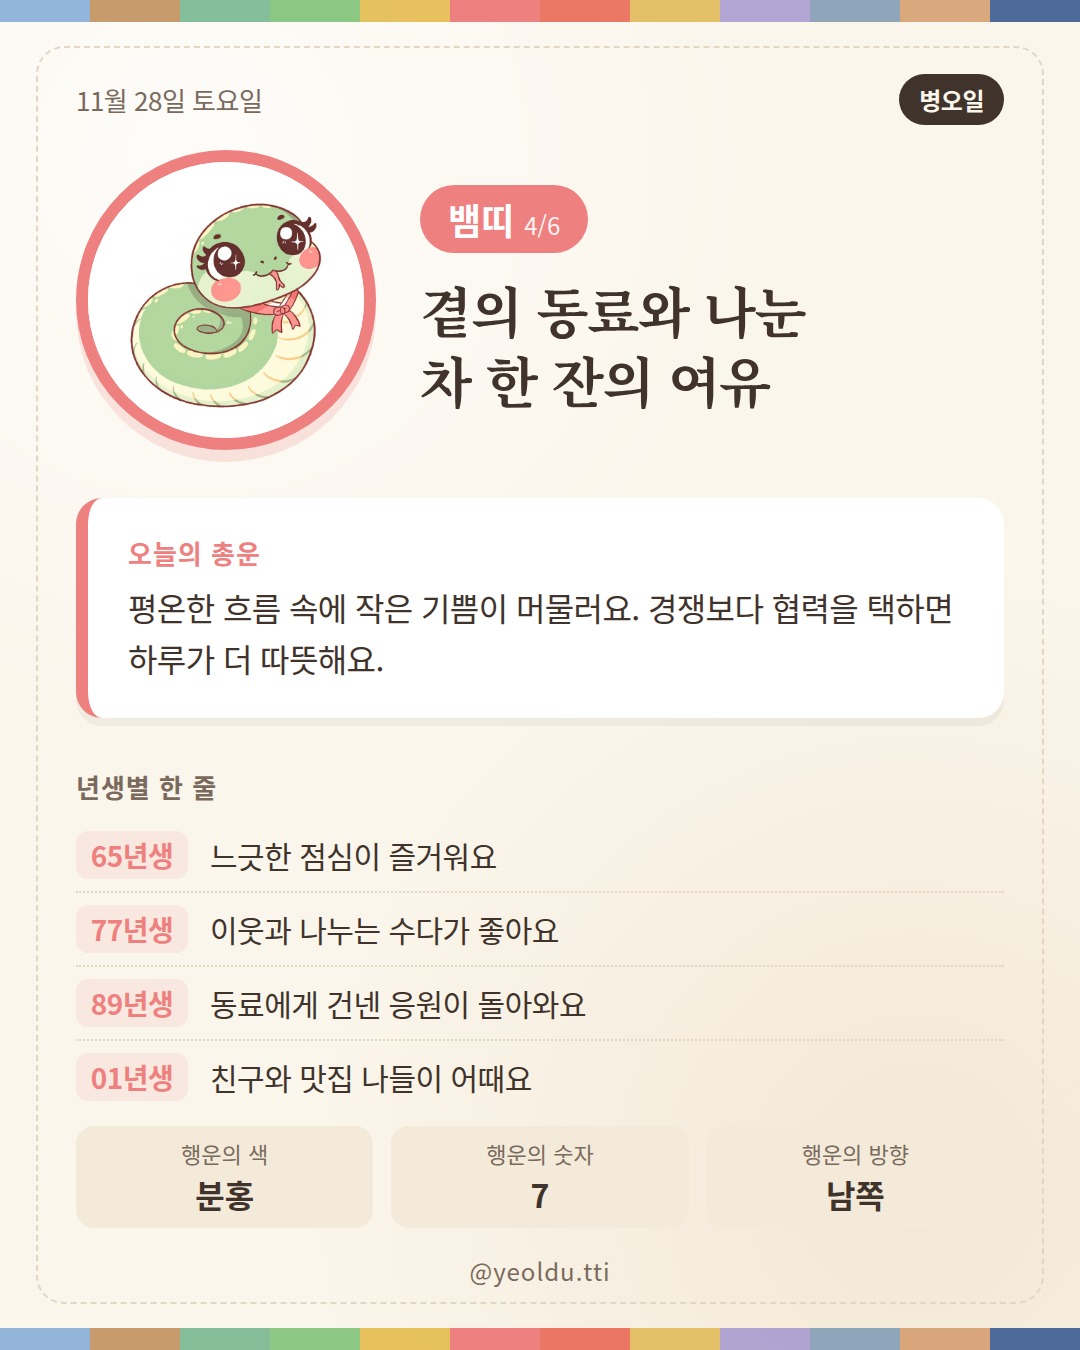 11월 28일 토요일
병오일
뱀띠 4/6
곁의 동료와 나눈
차 한 잔의 여유
오늘의 총운
평온한 흐름 속에 작은 기쁨이 머물러요. 경쟁보다 협력을 택하면
하루가 더 따뜻해요.
년생별 한 줄
65년생 느긋한 점심이 즐거워요
77년생 이웃과 나누는 수다가 좋아요
89년생 동료에게 건넨 응원이 돌아와요
01년생 친구와 맛집 나들이 어때요
행운의 색
분홍
행운의 숫자
7
행운의 방향
남쪽
@yeoldu.tti